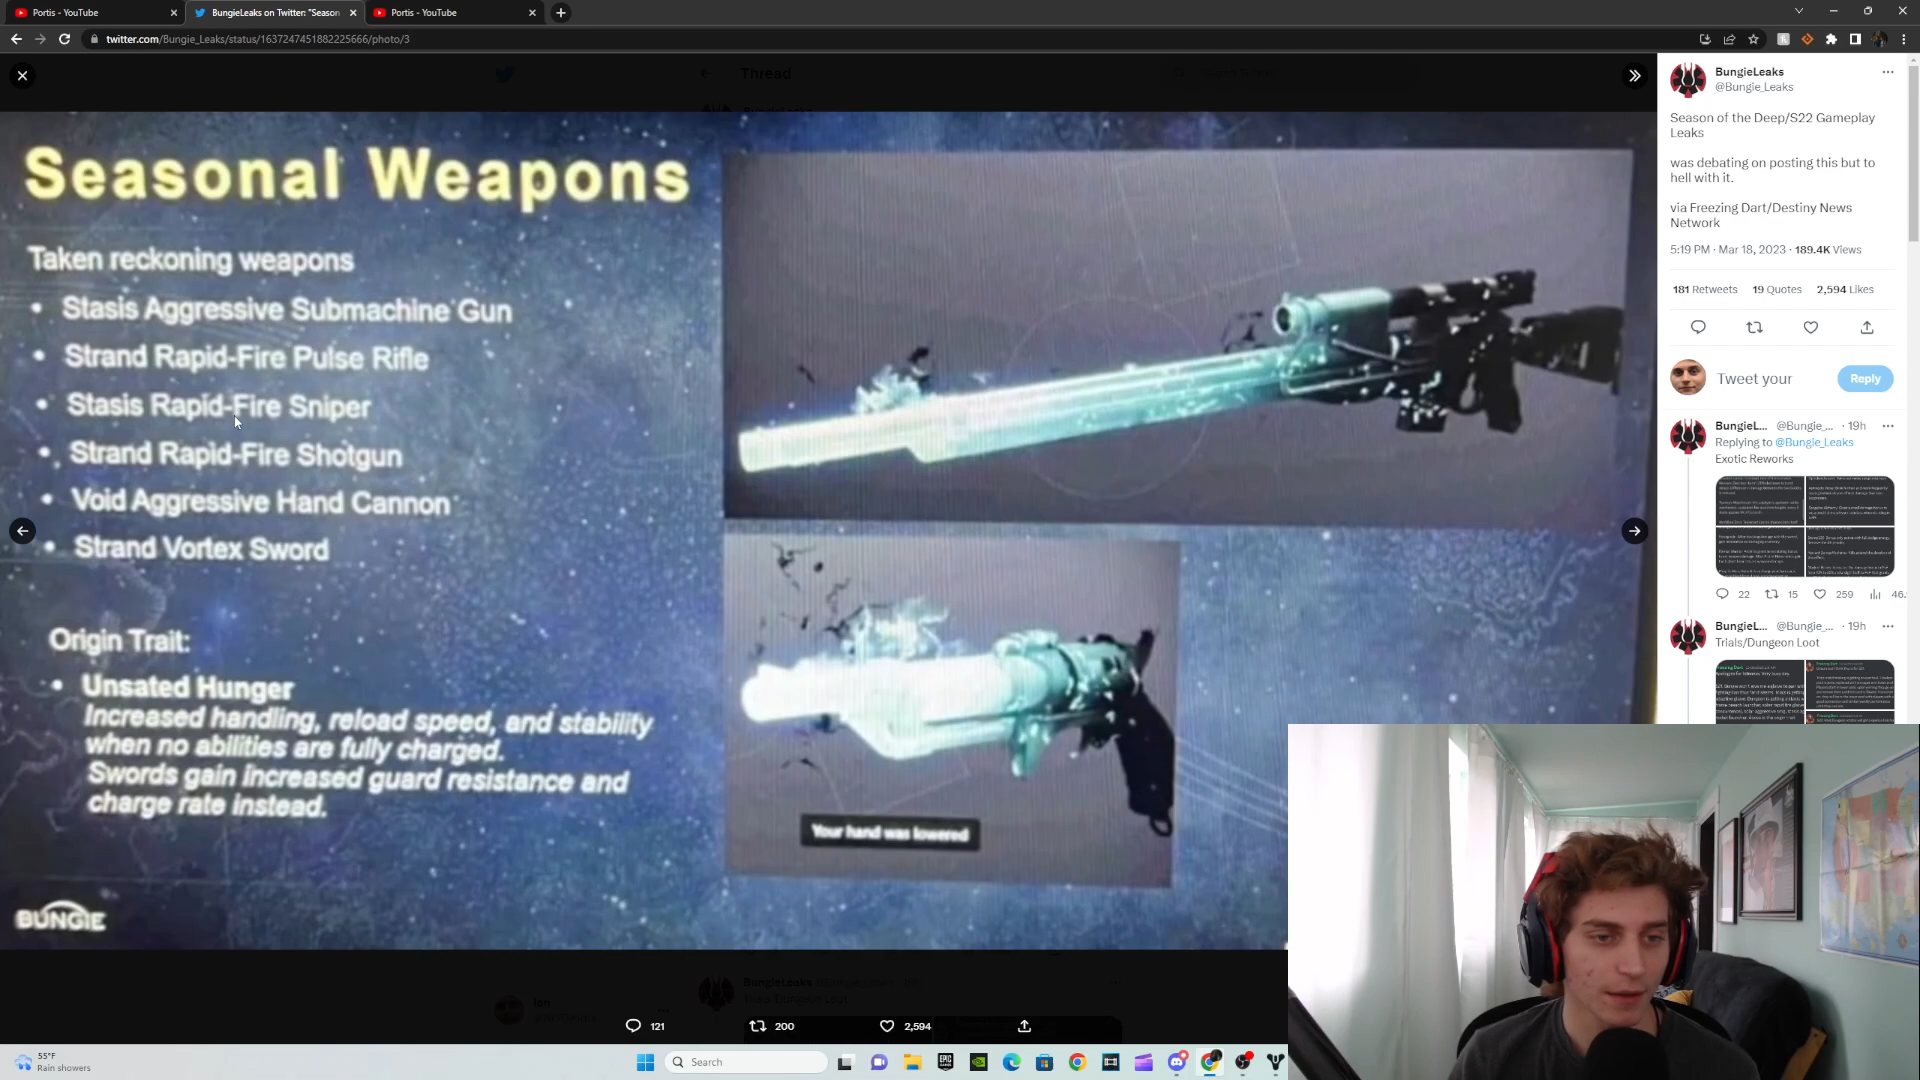 Portis - YouTube
BungieLeaks on Twitter: "Season
Portis - YouTube
twitter.com/Bungie_Leaks/status/1637247451882225666/photo/3
Thread
Seasonal Weapons
Taken reckoning weapons
• Stasis Aggressive Submachine Gun
• Strand Rapid-Fire Pulse Rifle
• Stasis Rapid-Fire Sniper
• Strand Rapid-Fire Shotgun
• Void Aggressive Hand Cannon
• Strand Vortex Sword
Origin Trait:
• Unsated Hunger
Increased handling, reload speed, and stability
when no abilities are fully charged.
Swords gain increased guard resistance and
charge rate instead.
Your hand was lowered
BUNGIE
BungieLeaks
@Bungie_Leaks
Season of the Deep/S22 Gameplay
Leaks
was debating on posting this but to
hell with it.
via Freezing Dart/Destiny News
Network
5:19 PM · Mar 18, 2023 · 189.4K Views
181 Retweets 19 Quotes 2,594 Likes
Tweet your
Reply
BungieL... @Bungie_... · 19h
Replying to @Bungie_Leaks
Exotic Reworks
22 15 259 46.
BungieL... @Bungie_... · 19h
Trials/Dungeon Loot
BungieLeaks
Ian
121 200 2,594
55°F
Rain showers
Search